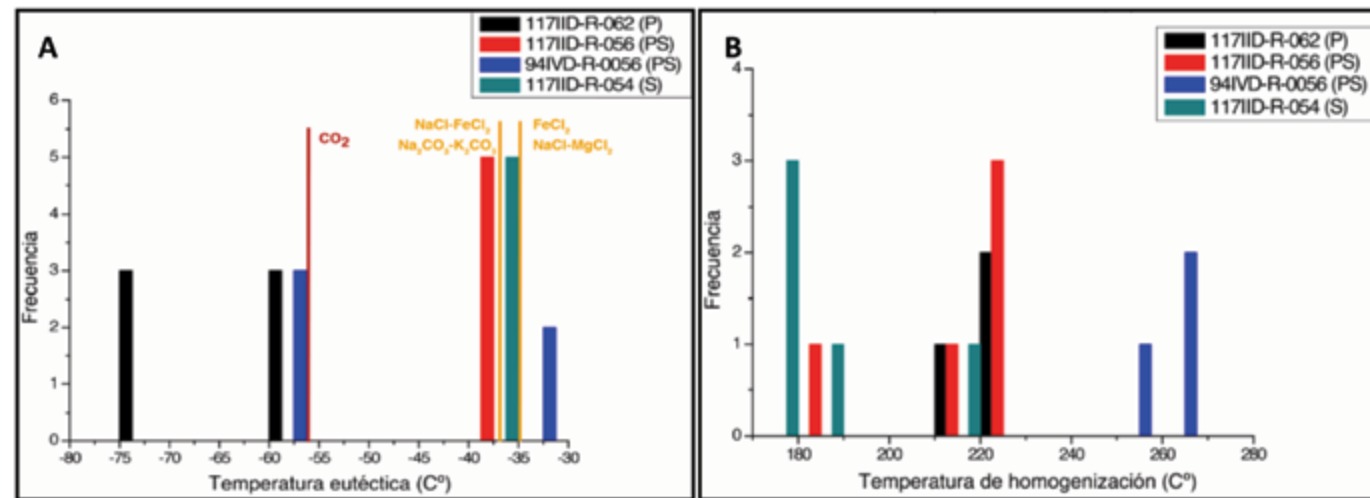 A
117IID-R-062 (P)
117IID-R-056 (PS)
94IVD-R-0056 (PS)
117IID-R-054 (S)
6
5
4
3
2
1
0
Frecuencia
CO₂
NaCl-FeCl₂
Na₂CO₃-K₂CO₃
FeCl₂
NaCl-MgCl₂
-80 -75 -70 -65 -60 -55 -50 -45 -40 -35 -30
Temperatura eutéctica (Cº)
B
117IID-R-062 (P)
117IID-R-056 (PS)
94IVD-R-0056 (PS)
117IID-R-054 (S)
4
3
2
1
0
Frecuencia
180 200 220 240 260 280
Temperatura de homogenización (Cº)